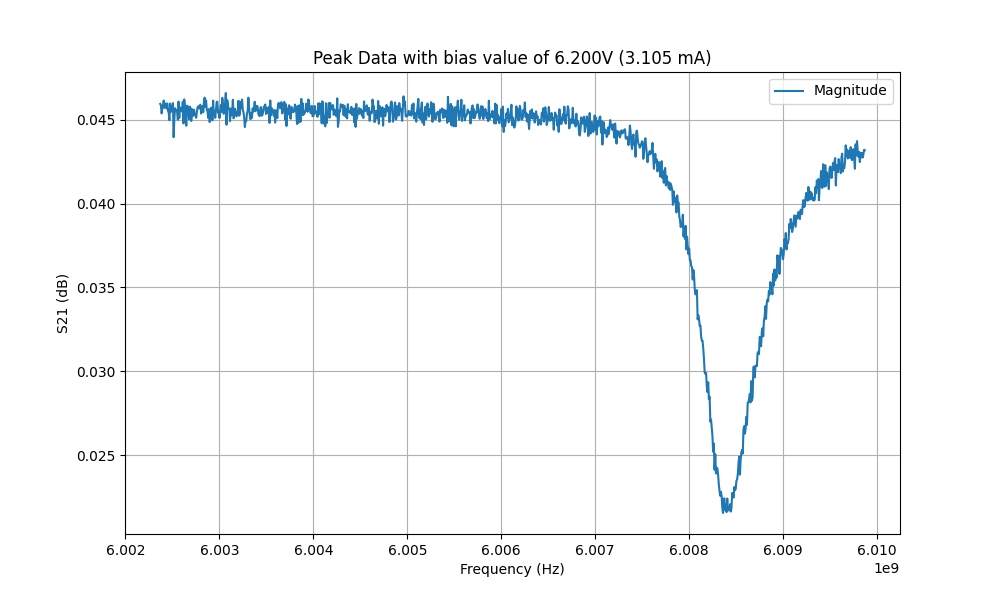 Peak Data with bias value of 6.200V (3.105 mA)
Magnitude
0.045
0.040
0.035
0.030
0.025
S21 (dB)
6.002 6.003 6.004 6.005 6.006 6.007 6.008 6.009 6.010
1e9
Frequency (Hz)